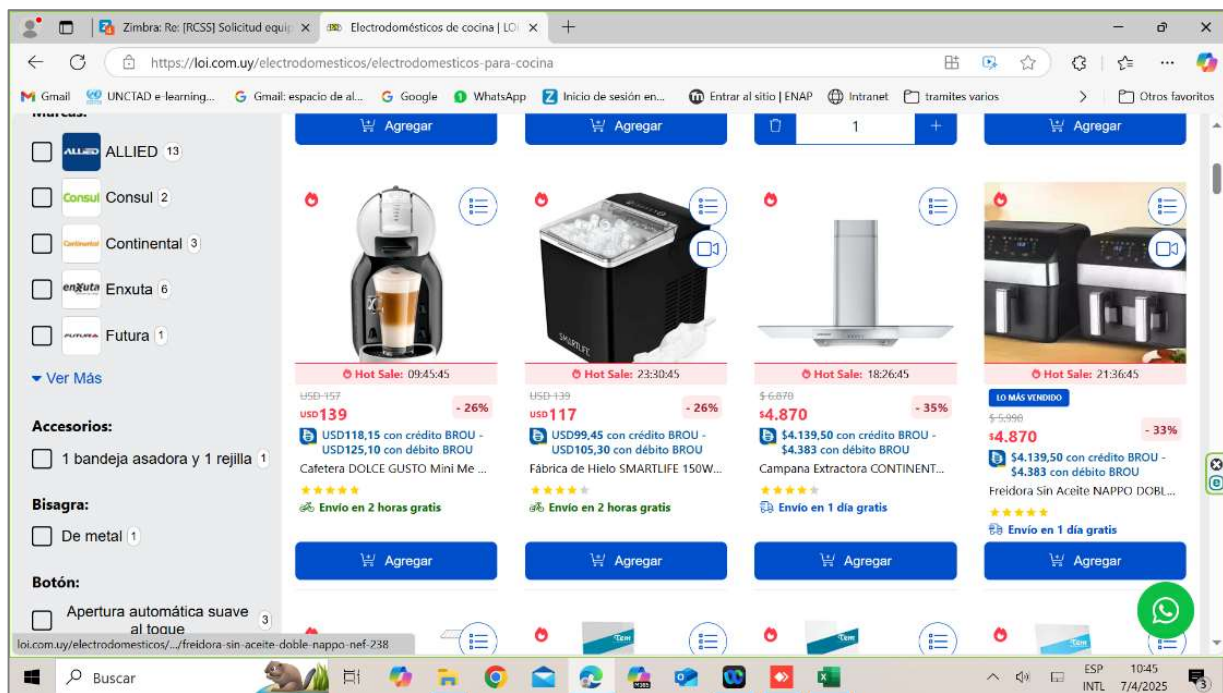 Zimbra: Re: [RCSS] Solicitud equip
Electrodomésticos de cocina | LOI
https://loi.com.uy/electrodomesticos/electrodomesticos-para-cocina
Gmail
UNCTAD e-learning...
Gmail: espacio de al...
Google
WhatsApp
Inicio de sesión en...
Entrar al sitio | ENAP
Intranet
tramites varios
Otros favoritos
Marcas:
ALLIED ALLIED 13
Consul Consul 2
Continental Continental 3
enxuta Enxuta 6
FUTURA Futura 1
Ver Más
Accesorios:
1 bandeja asadora y 1 rejilla 1
Bisagra:
De metal 1
Botón:
Apertura automática suave
al toque 3
Agregar
Agregar
1 +
Agregar
Hot Sale: 09:45:45
USD 157
USD 139
- 26%
USD118,15 con crédito BROU -
USD125,10 con débito BROU
Cafetera DOLCE GUSTO Mini Me ...
Envío en 2 horas gratis
Agregar
SMARTLIFE
Hot Sale: 23:30:45
USD 139
USD 117
- 26%
USD99,45 con crédito BROU -
USD105,30 con débito BROU
Fábrica de Hielo SMARTLIFE 150W...
Envío en 2 horas gratis
Agregar
Hot Sale: 18:26:45
$ 6.870
$4.870
- 35%
$4.139,50 con crédito BROU -
$4.383 con débito BROU
Campana Extractora CONTINENT...
Envío en 1 día gratis
Agregar
Hot Sale: 21:36:45
LO MÁS VENDIDO
$ 5.990
$4.870
- 33%
$4.139,50 con crédito BROU -
$4.383 con débito BROU
Freidora Sin Aceite NAPPO DOBL...
Envío en 1 día gratis
Agregar
Tem
Tem
loi.com.uy/electrodomesticos/.../freidora-sin-aceite-doble-nappo-nef-238
Buscar
ESP
INTL
10:45
7/4/2025
3